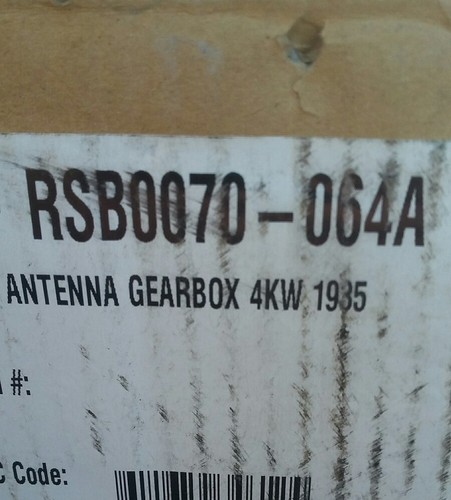 RSB0070-064A
ANTENNA GEARBOX 4KW 1935
#:
Code: